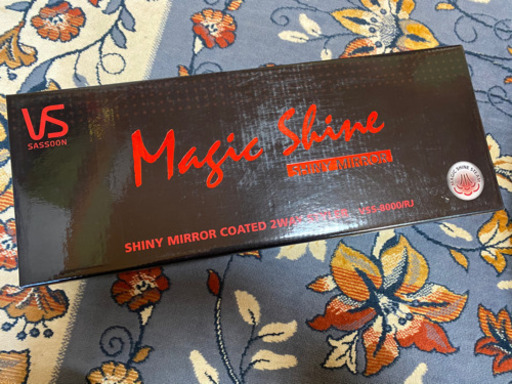 VS
SASSOON
Magic Shine
SHINY MIRROR
SHINY MIRROR COATED 2WAY